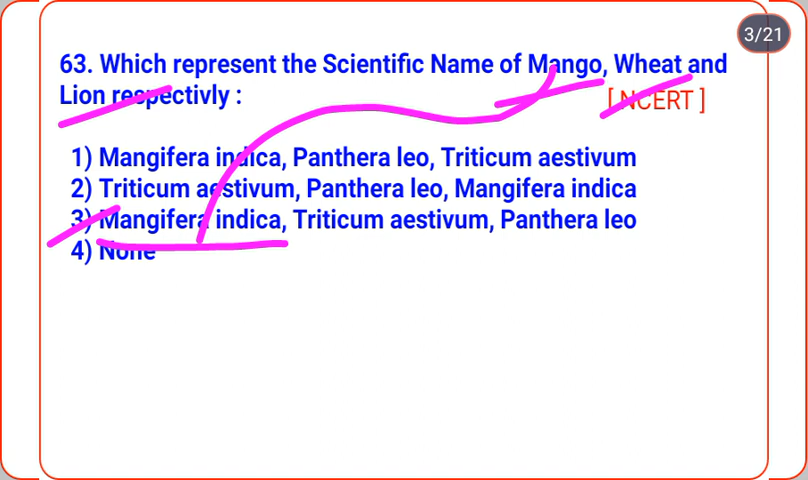 3/21
63. Which represent the Scientific Name of Mango, Wheat and
Lion respectivly :
[ NCERT ]
1) Mangifera indica, Panthera leo, Triticum aestivum
2) Triticum aestivum, Panthera leo, Mangifera indica
3) Mangifera indica, Triticum aestivum, Panthera leo
4) None